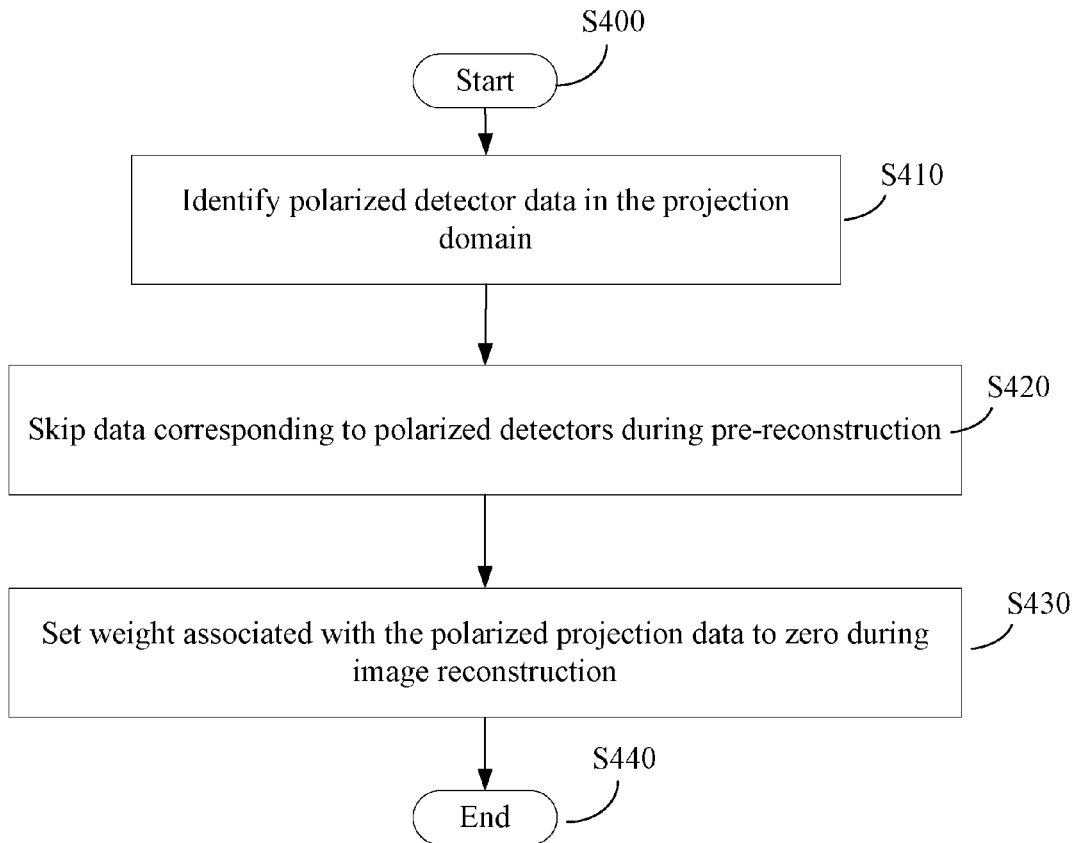 S400
Start
S410
Identify polarized detector data in the projection
domain
S420
Skip data corresponding to polarized detectors during pre-reconstruction
S430
Set weight associated with the polarized projection data to zero during
image reconstruction
S440
End